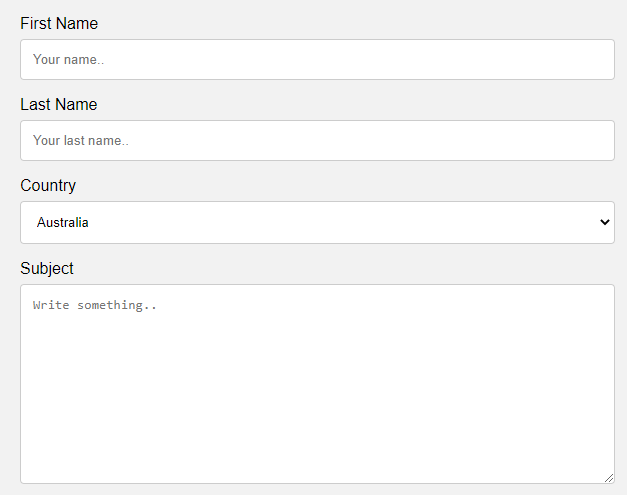 First Name
Your name..
Last Name
Your last name..
Country
Australia
Subject
Write something..